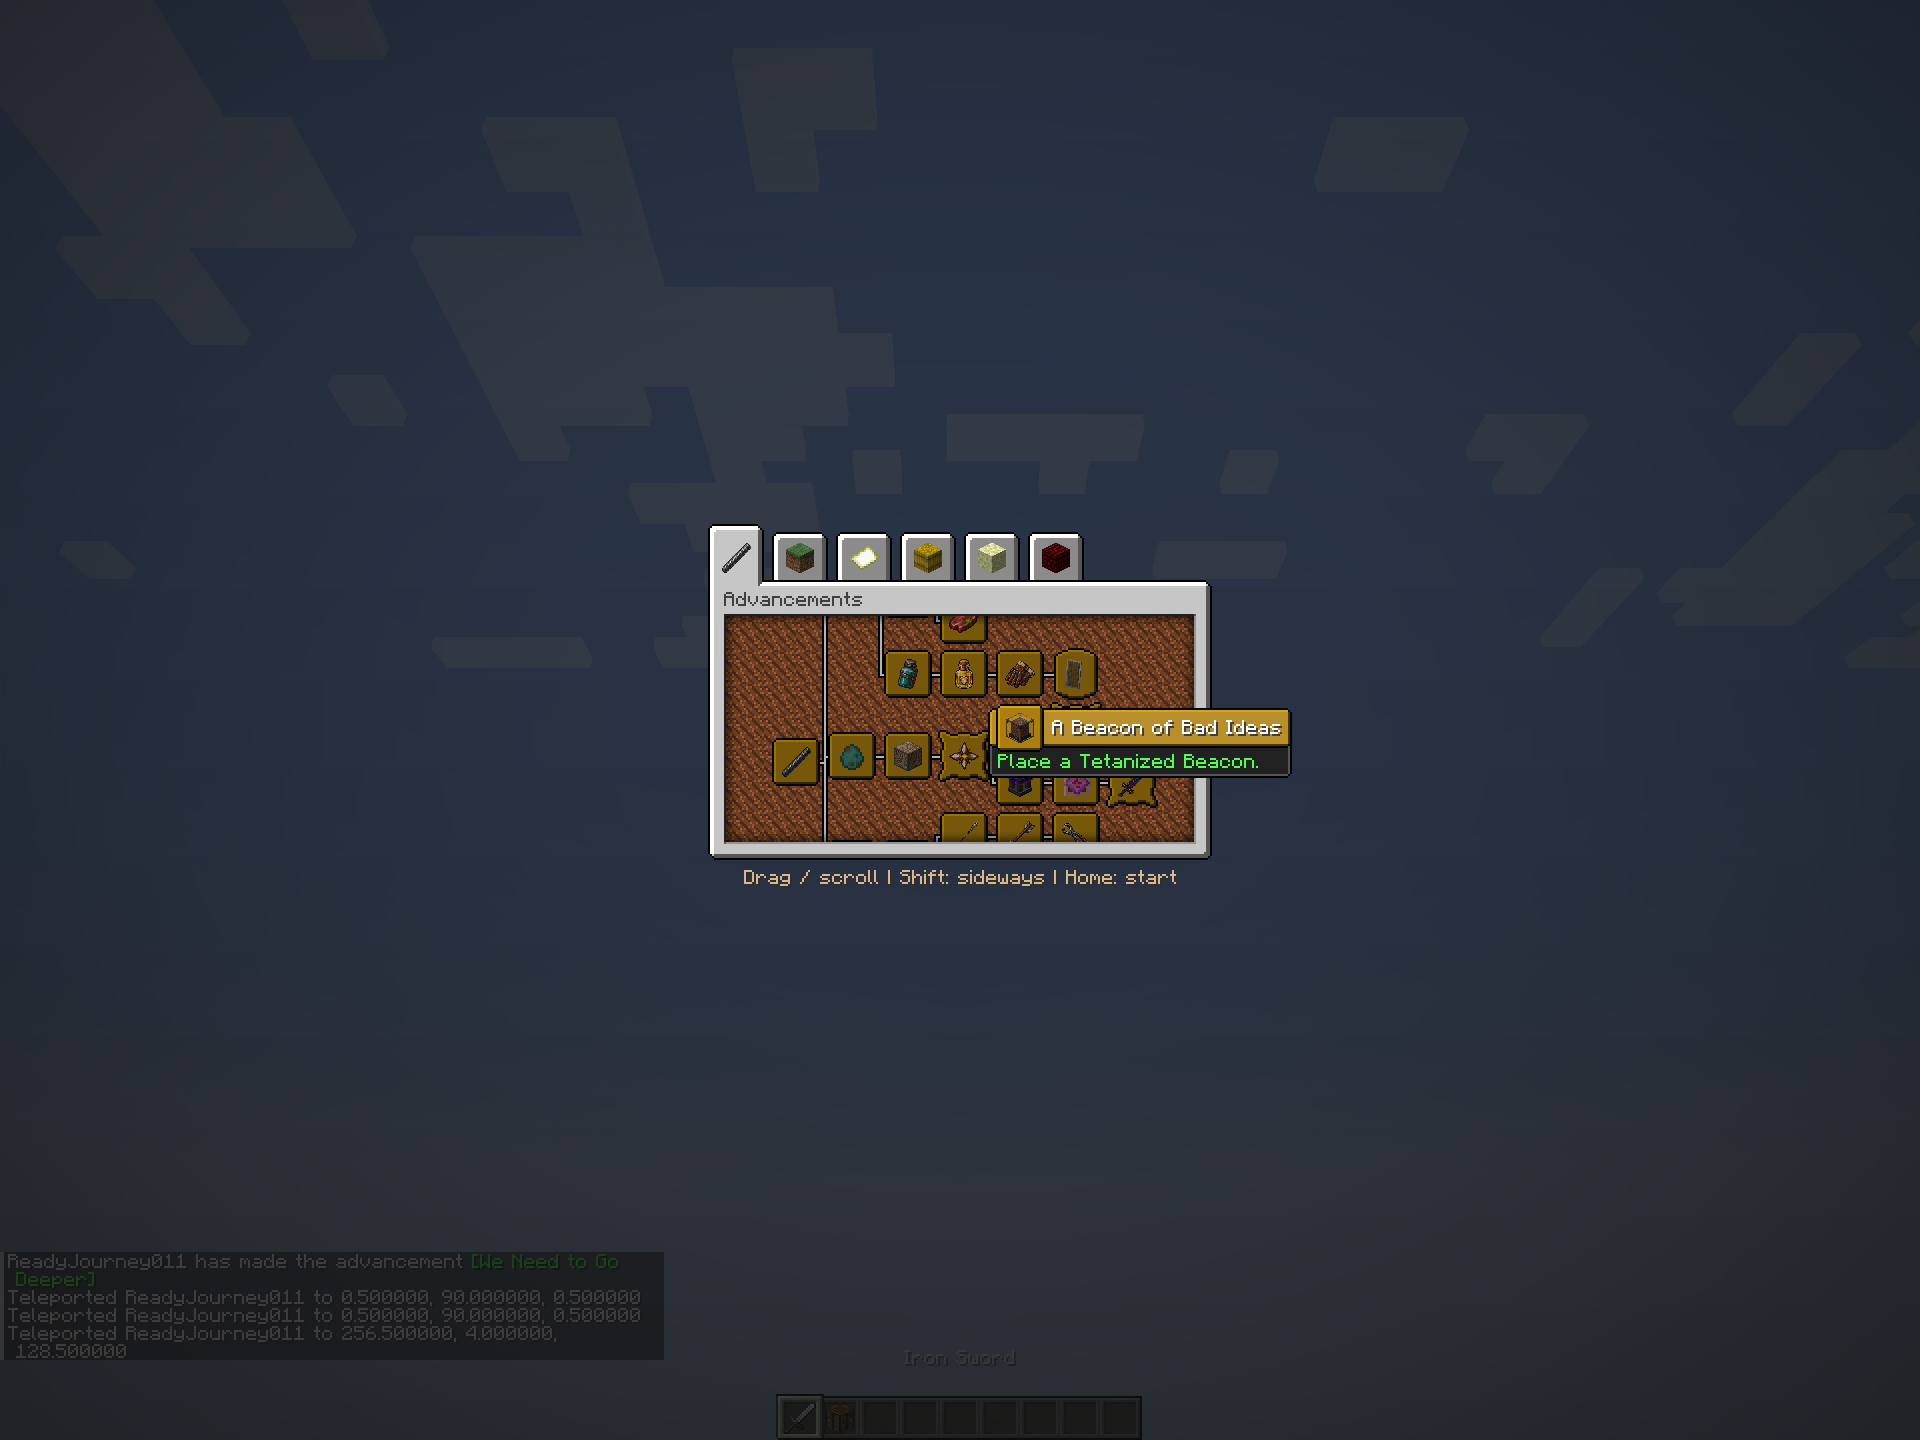 Advancements
A Beacon of Bad Ideas
Place a Tetanized Beacon.
Drag / scroll | Shift: sideways | Home: start
ReadyJourney011 has made the advancement [We Need to Go
Deeper]
Teleported ReadyJourney011 to 0.500000, 90.000000, 0.500000
Teleported ReadyJourney011 to 0.500000, 90.000000, 0.500000
Teleported ReadyJourney011 to 256.500000, 4.000000,
128.500000
Iron Sword